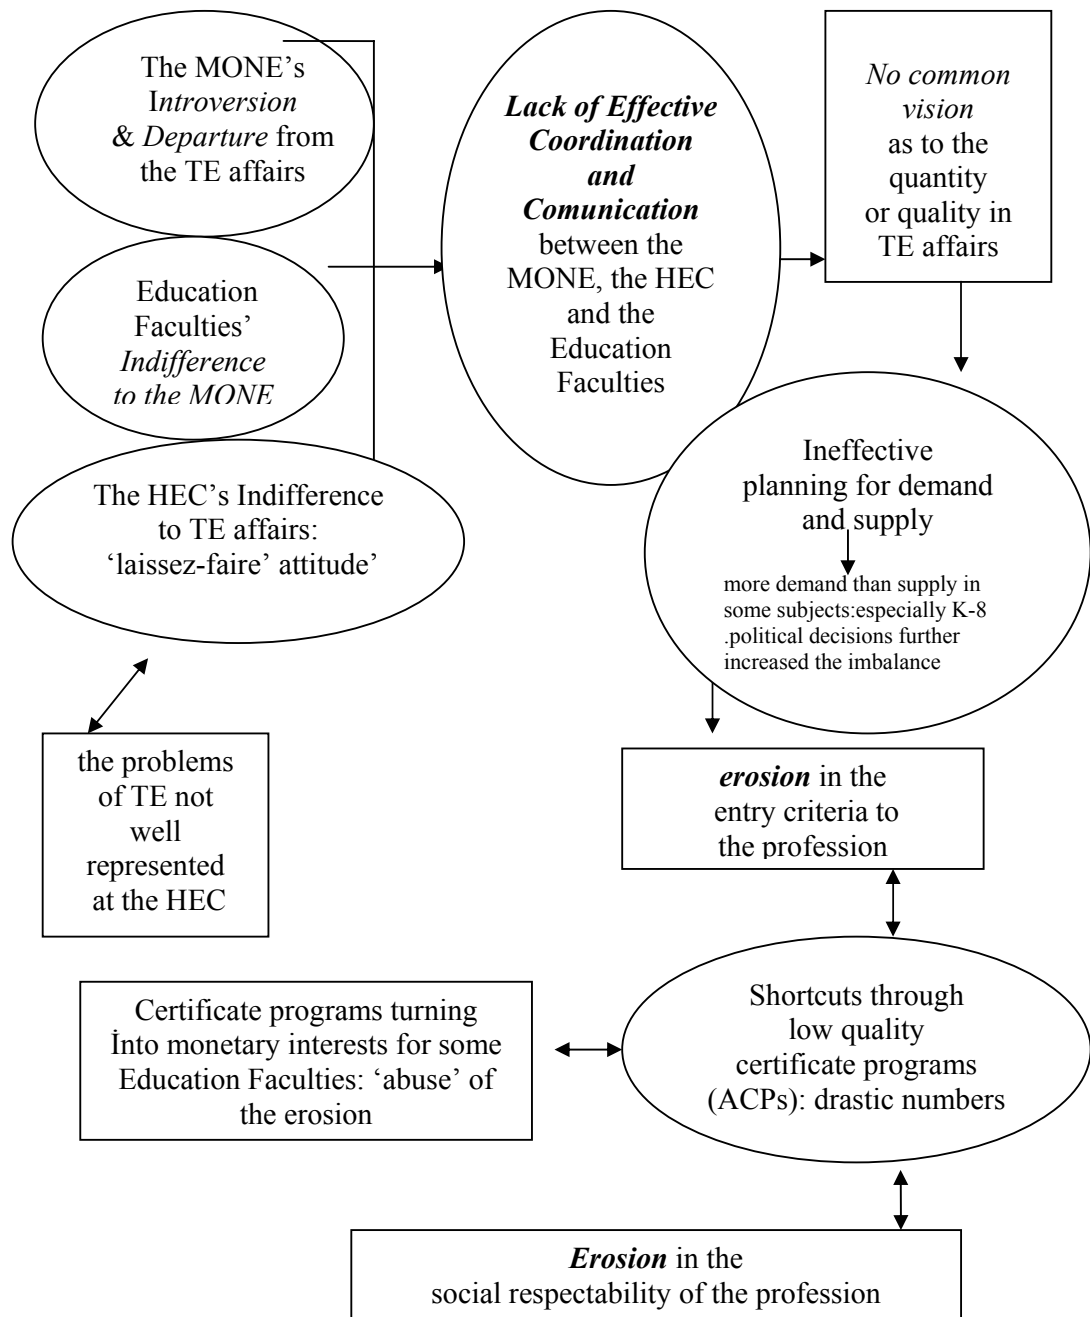 The MONE's
Introversion
& Departure from
the TE affairs
Education
Faculties'
Indifference
to the MONE
The HEC's Indifference
to TE affairs:
‘laissez-faire’ attitude’
the problems
of TE not
well
represented
at the HEC
Lack of Effective
Coordination
and
Comunication
between the
MONE, the HEC
and the
Education
Faculties
No common
vision
as to the
quantity
or quality in
TE affairs
Ineffective
planning for demand
and supply
more demand than supply in
some subjects:especially K-8
.political decisions further
increased the imbalance
erosion in the
entry criteria to
the profession
Shortcuts through
low quality
certificate programs
(ACPs): drastic numbers
Certificate programs turning
İnto monetary interests for some
Education Faculties: ‘abuse’ of
the erosion
Erosion in the
social respectability of the profession